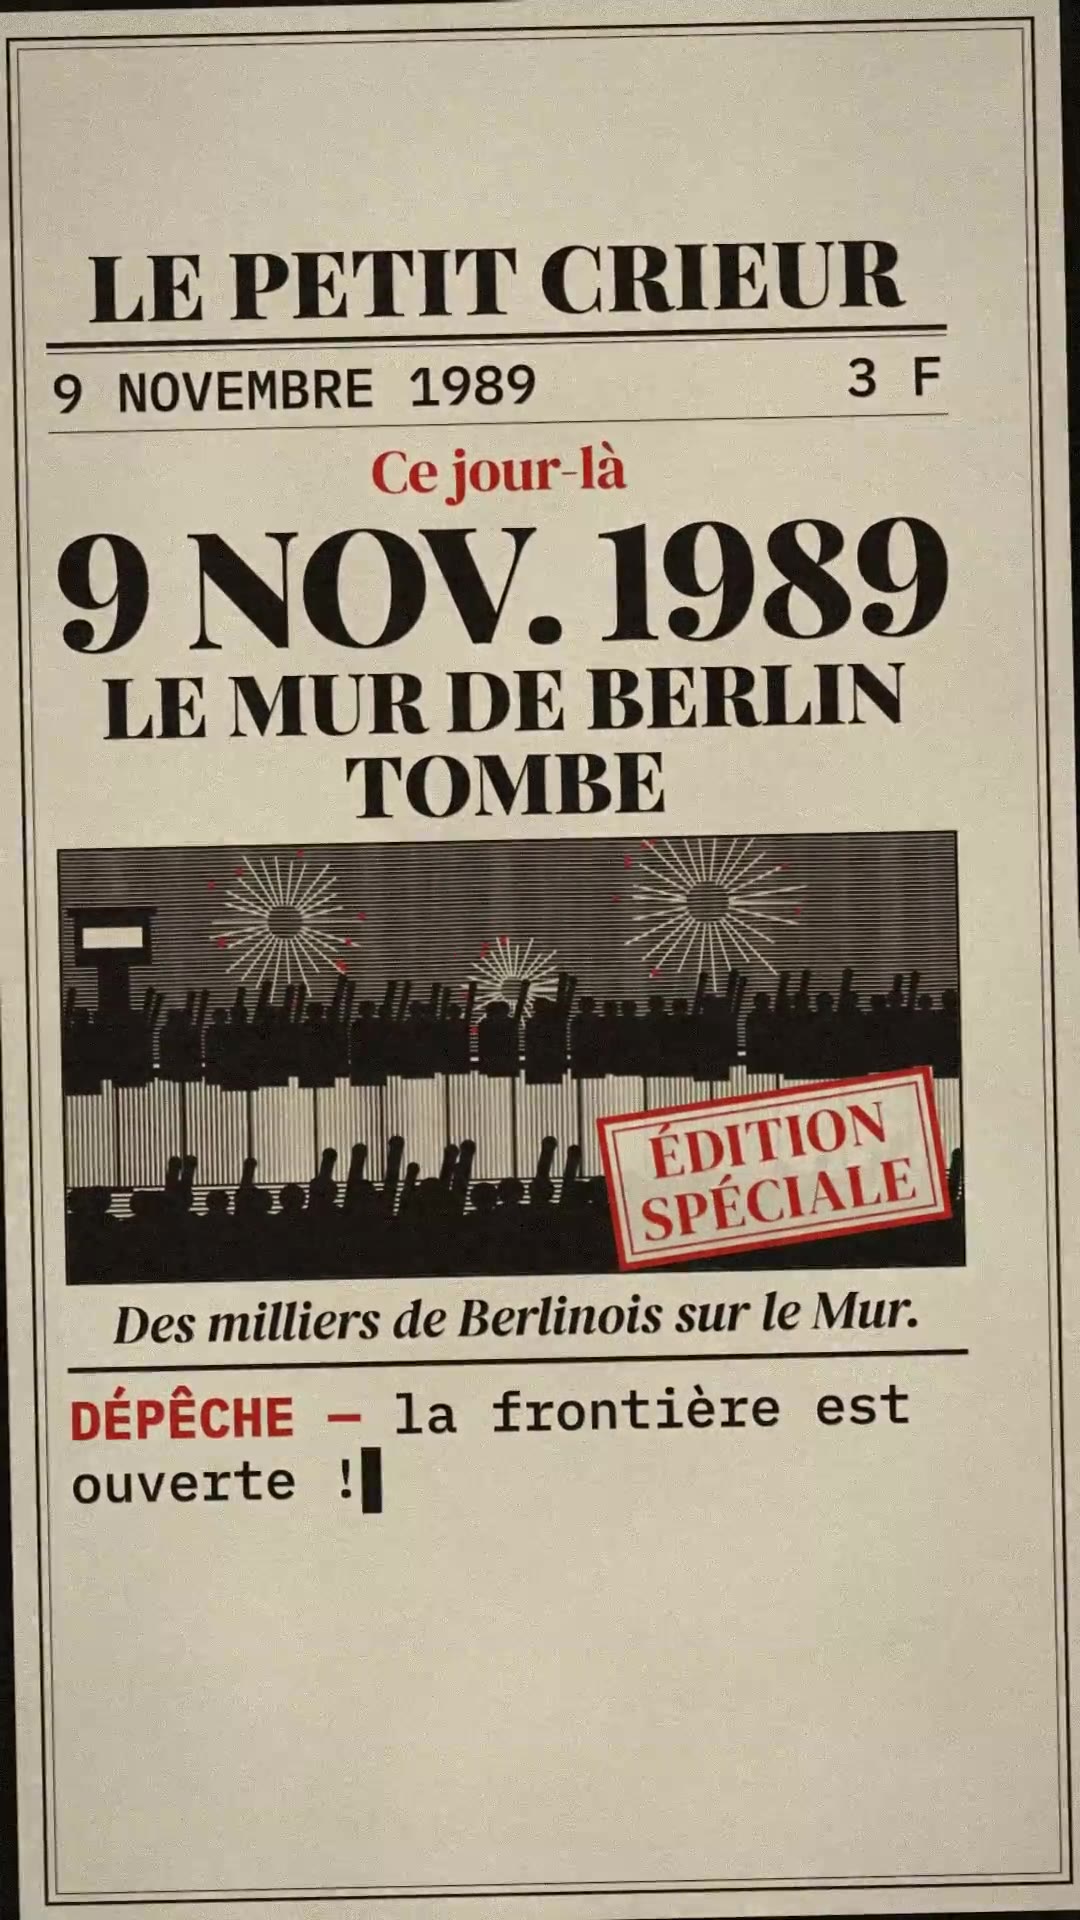 LE PETIT CRIEUR
9 NOVEMBRE 1989 3 F
Ce jour-là
9 NOV. 1989
LE MUR DE BERLIN
TOMBE
ÉDITION
SPÉCIALE
Des milliers de Berlinois sur le Mur.
DÉPÊCHE — la frontière est
ouverte !